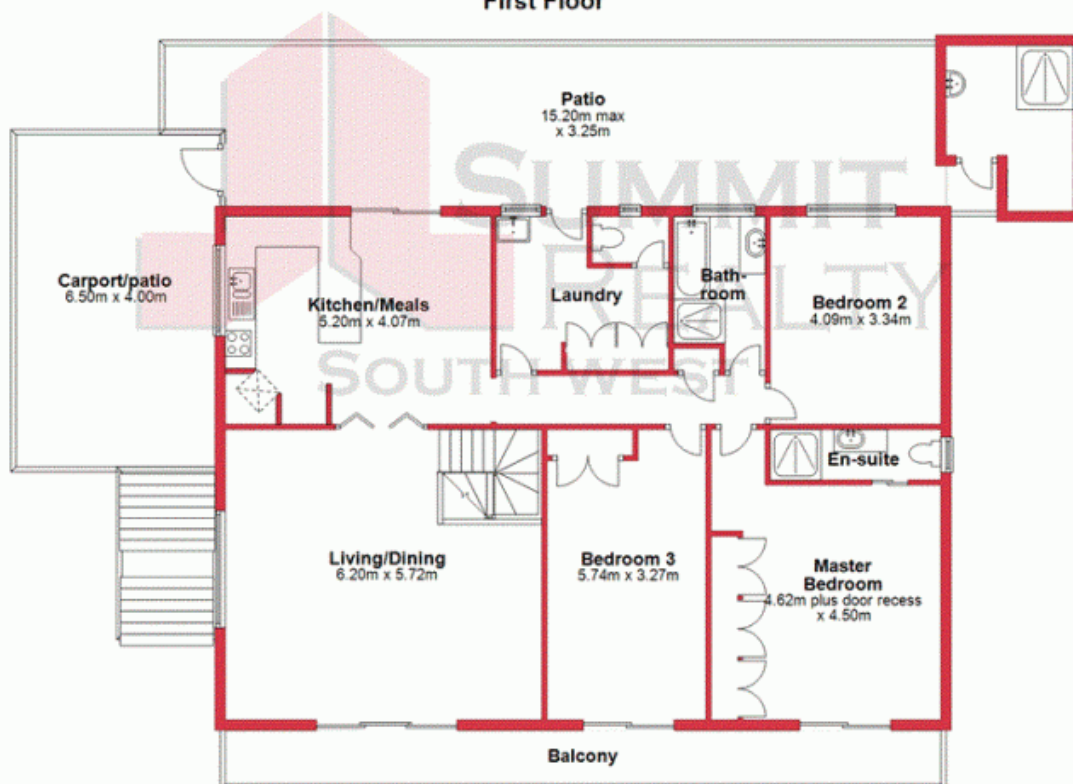 First Floor
Patio
15.20m max
x 3.25m
SUMMIT
REALTY
SOUTH WEST
Carport/patio
6.50m x 4.00m
Kitchen/Meals
5.20m x 4.07m
Laundry
Bath-
room
Bedroom 2
4.09m x 3.34m
En-suite
Living/Dining
6.20m x 5.72m
Bedroom 3
5.74m x 3.27m
Master
Bedroom
4.62m plus door recess
x 4.50m
Balcony